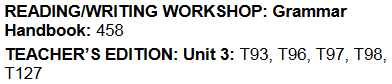 READING/WRITING WORKSHOP: Grammar
Handbook: 458
TEACHER’S EDITION: Unit 3: T93, T96, T97, T98,
T127